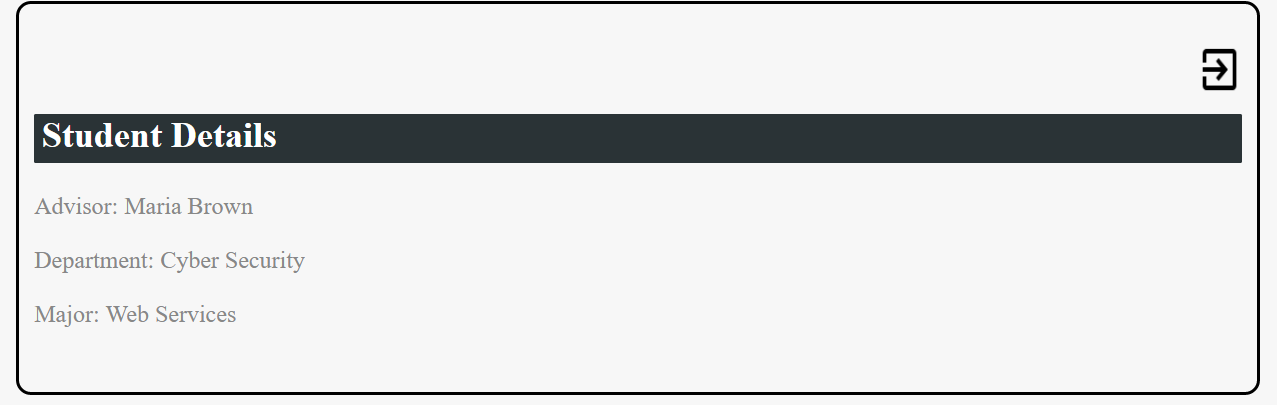 Student Details
Advisor: Maria Brown
Department: Cyber Security
Major: Web Services